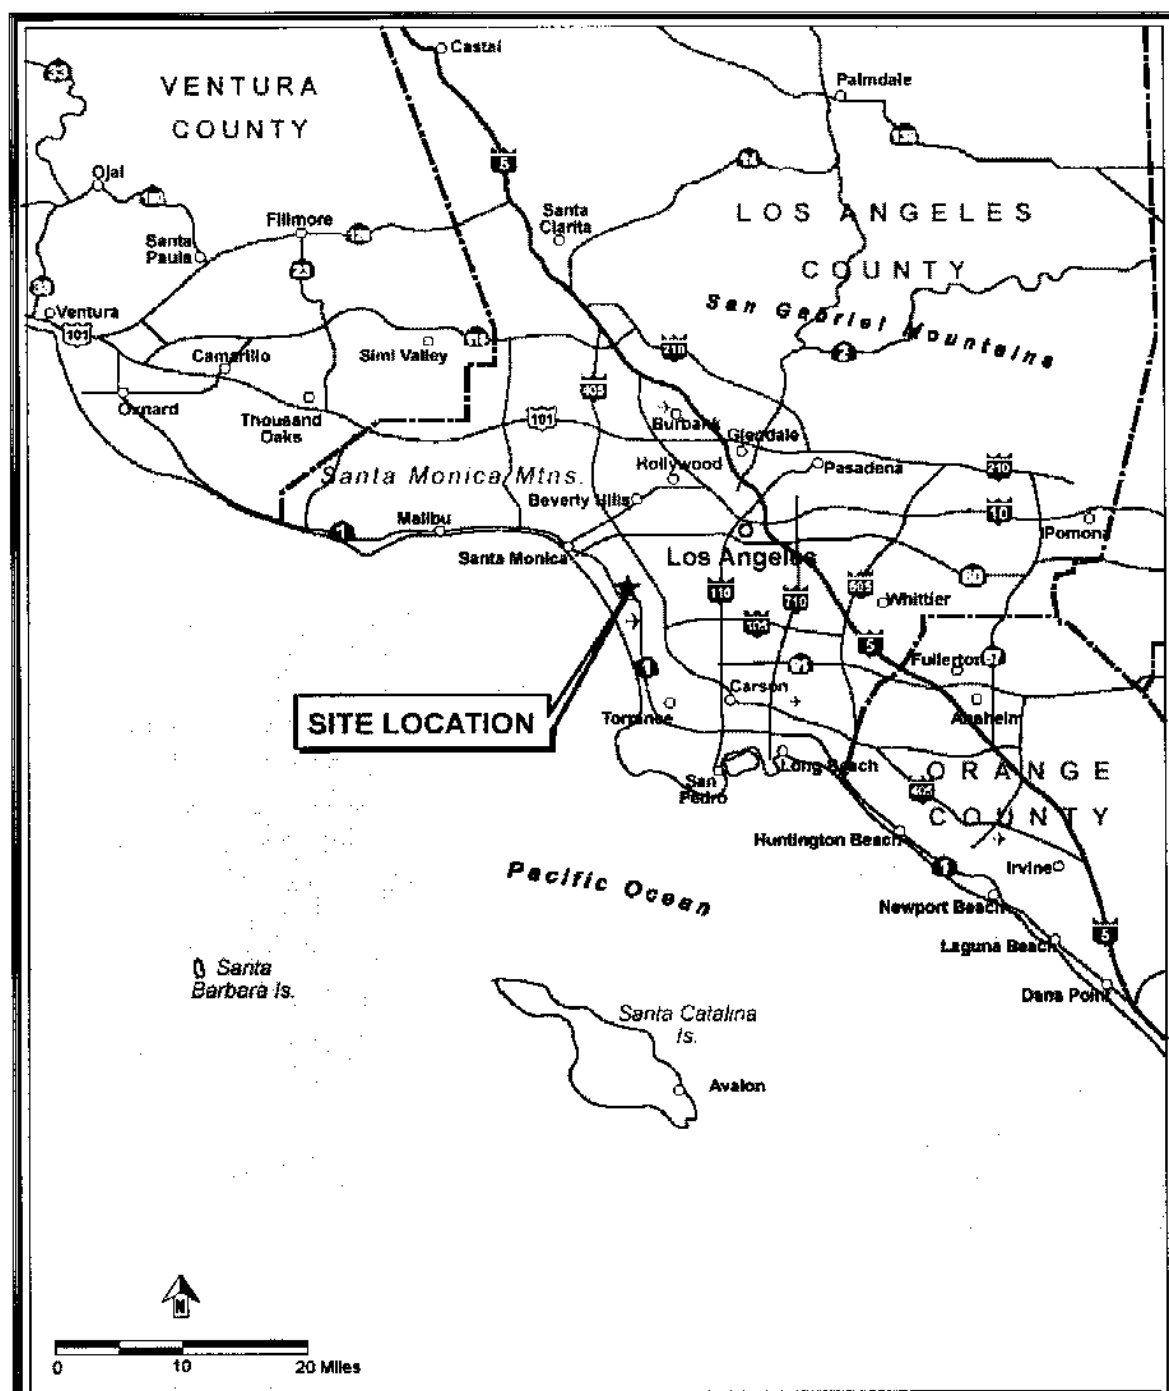 Castai
33
VENTURA
COUNTY
Palmdale
138
5
14
Ojai
Santa
Clarita
LOS ANGELES
COUNTY
Fillmore
Santa
Paula
23
33
Ventura
101
San Gabriel Mountains
Camarillo
Simi Valley
210
2
405
Oxnard
Thousand
Oaks
101
Burbank
Glendale
Santa Monica Mtns.
Hollywood
Pasadena
210
Beverly Hills
10
Malibu
1
Pomona
Santa Monica
Los Angeles
60
110
710
605
Whittier
105
5
1
91
Fullerton
57
SITE LOCATION
Torrance
Carson
Anaheim
San
Pedro
Long Beach
ORANGE
COUNTY
405
Huntington Beach
1
Irvine
Pacific Ocean
Newport Beach
5
Laguna Beach
Santa
Barbara Is.
Dana Point
Santa Catalina
Is.
Avalon
N
0 10 20 Miles